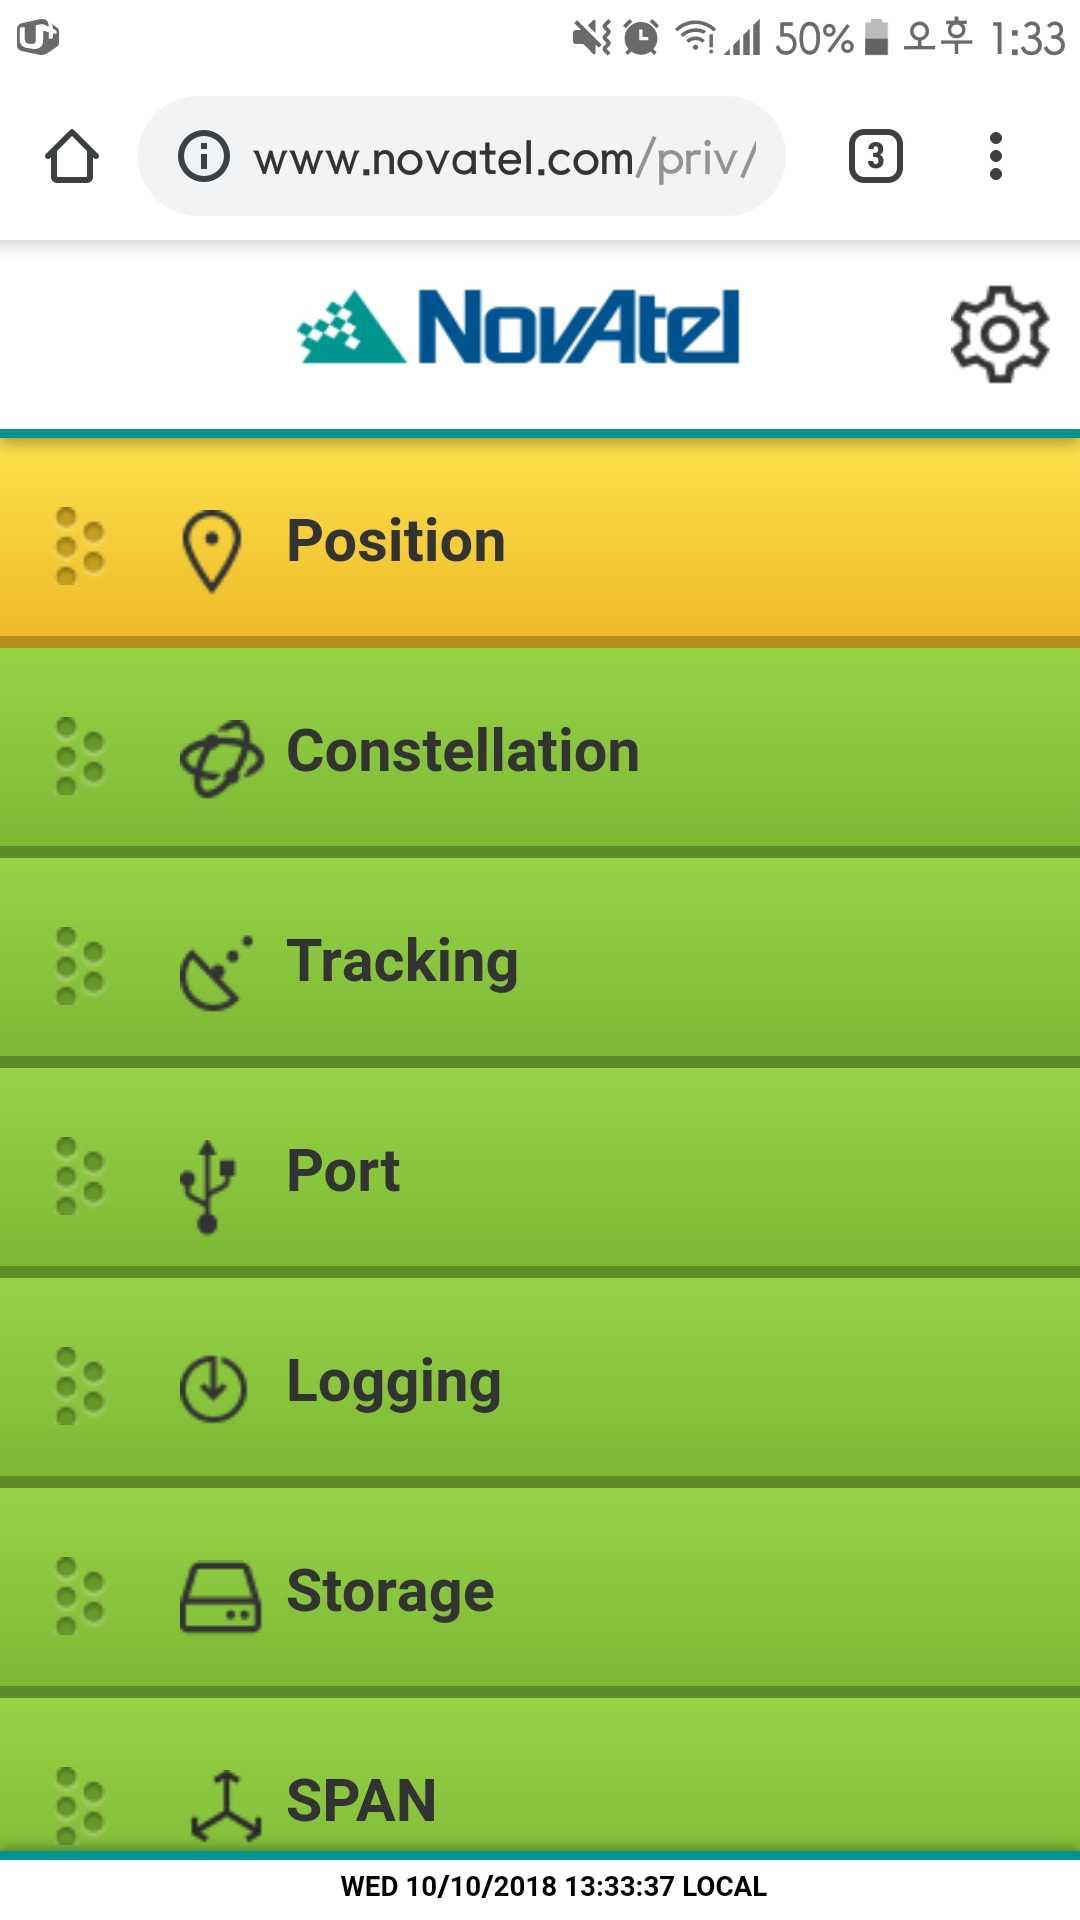 U+ 50% 오후 1:33
www.novatel.com/priv/ 3
NovAtel
Position
Constellation
Tracking
Port
Logging
Storage
SPAN
WED 10/10/2018 13:33:37 LOCAL